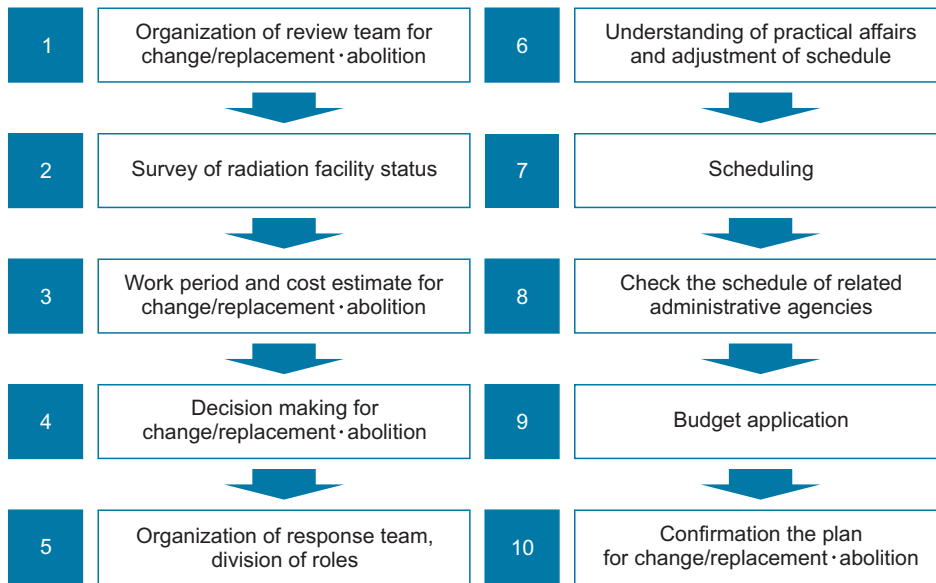 1
Organization of review team for
change/replacement·abolition
2
Survey of radiation facility status
3
Work period and cost estimate for
change/replacement·abolition
4
Decision making for
change/replacement·abolition
5
Organization of response team,
division of roles
6
Understanding of practical affairs
and adjustment of schedule
7
Scheduling
8
Check the schedule of related
administrative agencies
9
Budget application
10
Confirmation the plan
for change/replacement·abolition